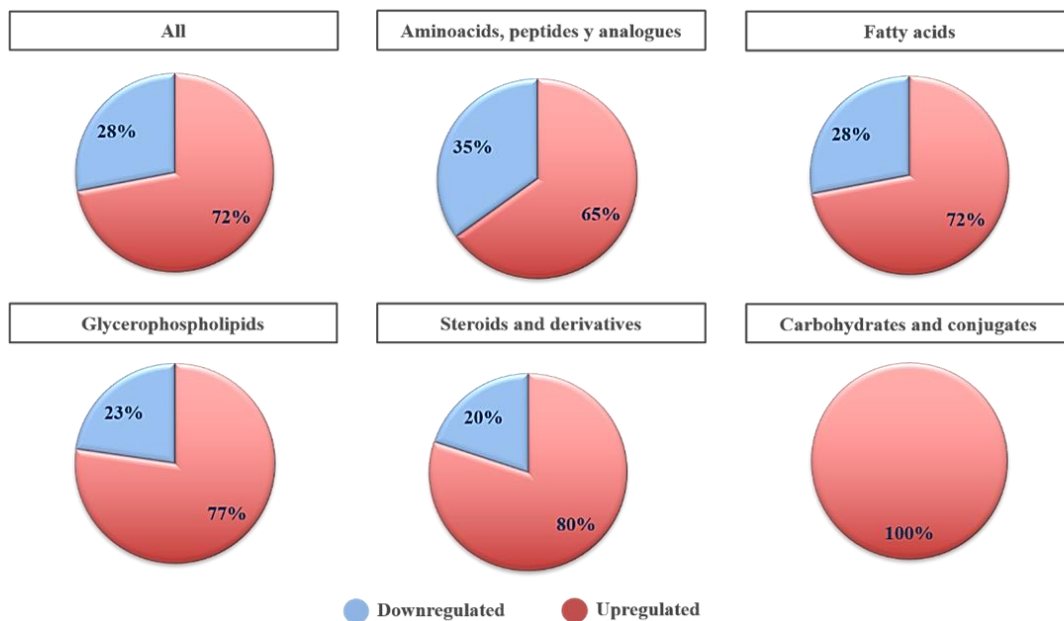 All
Aminoacids, peptides y analogues
Fatty acids
28%
72%
35%
65%
28%
72%
Glycerophospholipids
Steroids and derivatives
Carbohydrates and conjugates
23%
77%
20%
80%
100%
Downregulated
Upregulated